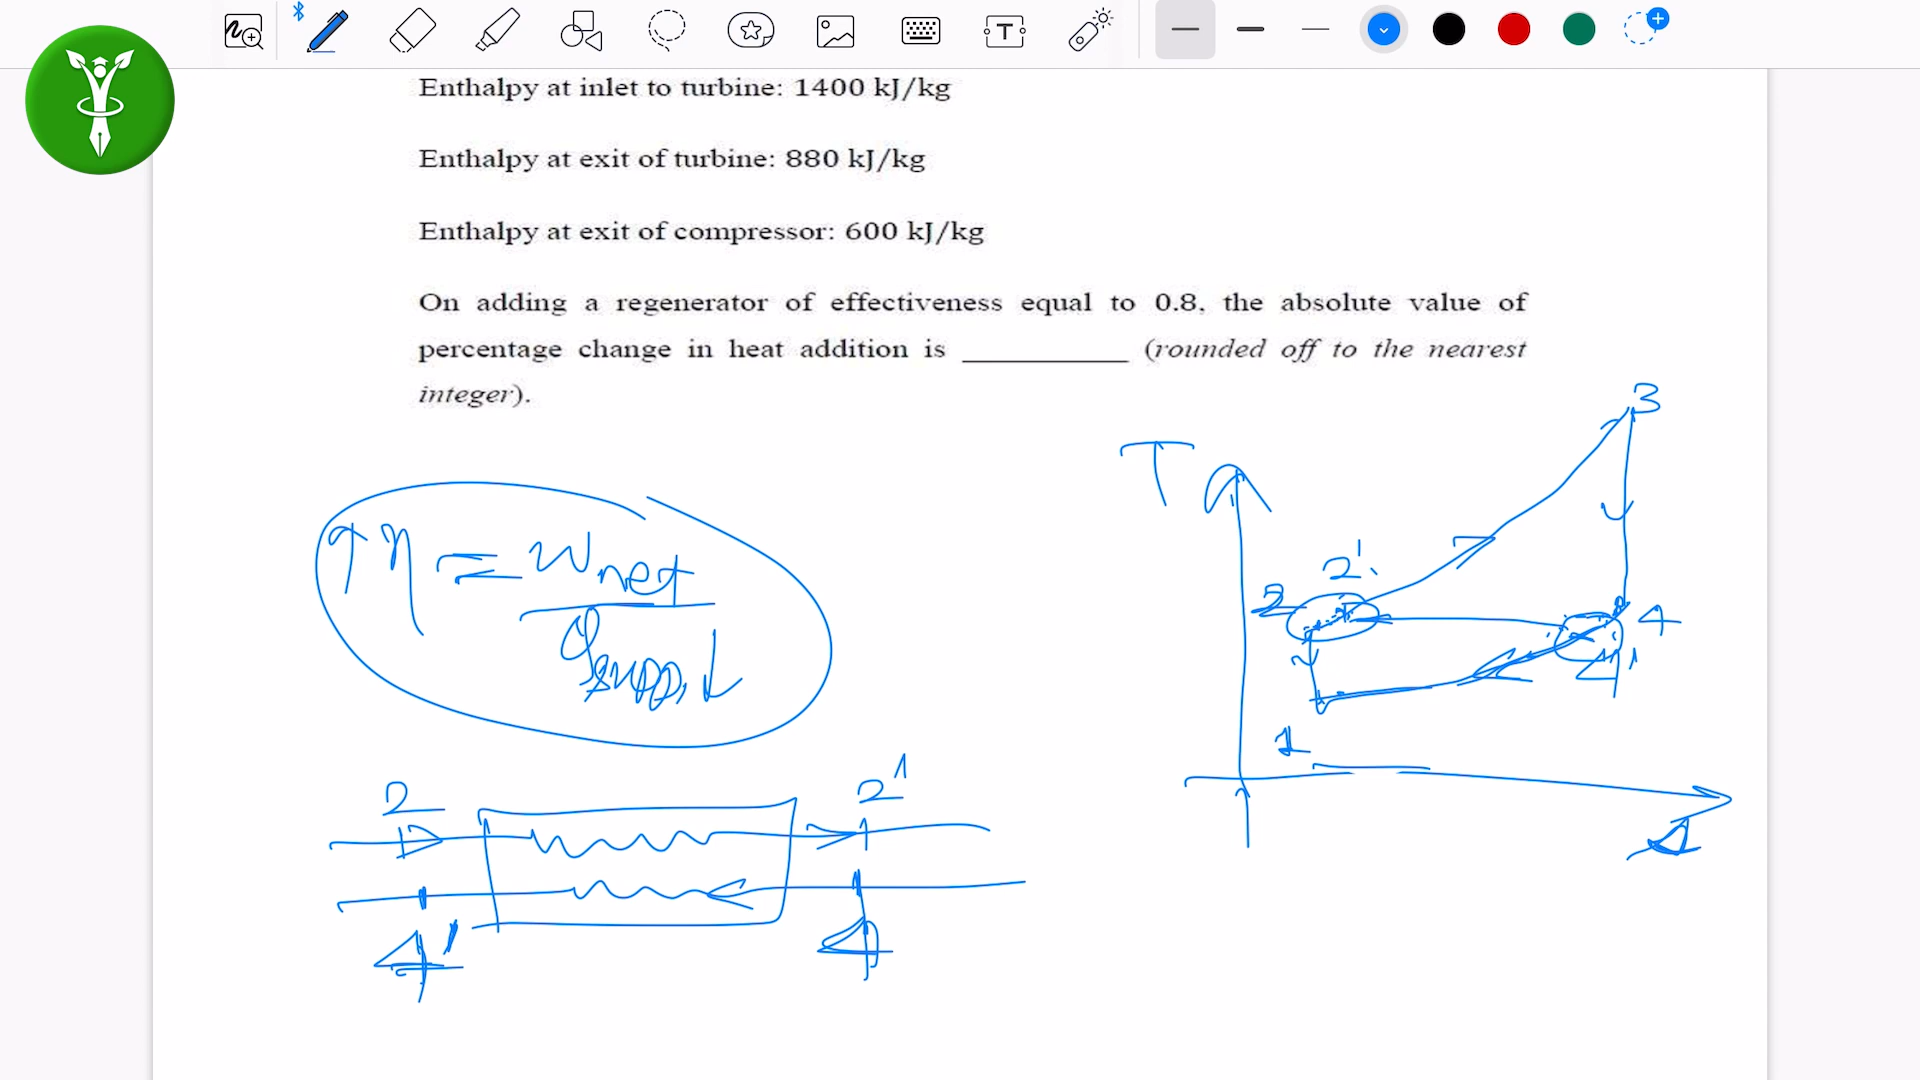 Enthalpy at inlet to turbine: 1400 kJ/kg
Enthalpy at exit of turbine: 880 kJ/kg
Enthalpy at exit of compressor: 600 kJ/kg
On adding a regenerator of effectiveness equal to 0.8, the absolute value of
percentage change in heat addition is __________ (rounded off to the nearest
integer).
3
T
2'
2
4
4'
1
↑η = Wnet
qsupp.↓
2 2'
4' 4